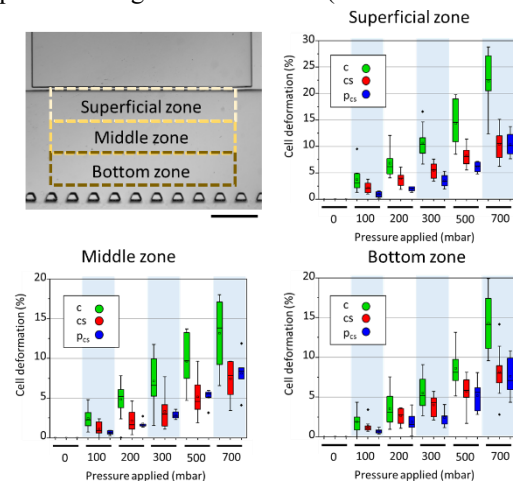 Superficial zone
Superficial zone
Middle zone
Bottom zone
Cell deformation (%)
30
25
20
15
10
5
0
c
cs
pcs
0 100 200 300 500 700
Pressure applied (mbar)
Middle zone
Cell deformation (%)
20
15
10
5
0
c
cs
pcs
0 100 200 300 500 700
Pressure applied (mbar)
Bottom zone
Cell deformation (%)
20
15
10
5
0
c
cs
pcs
0 100 200 300 500 700
Pressure applied (mbar)